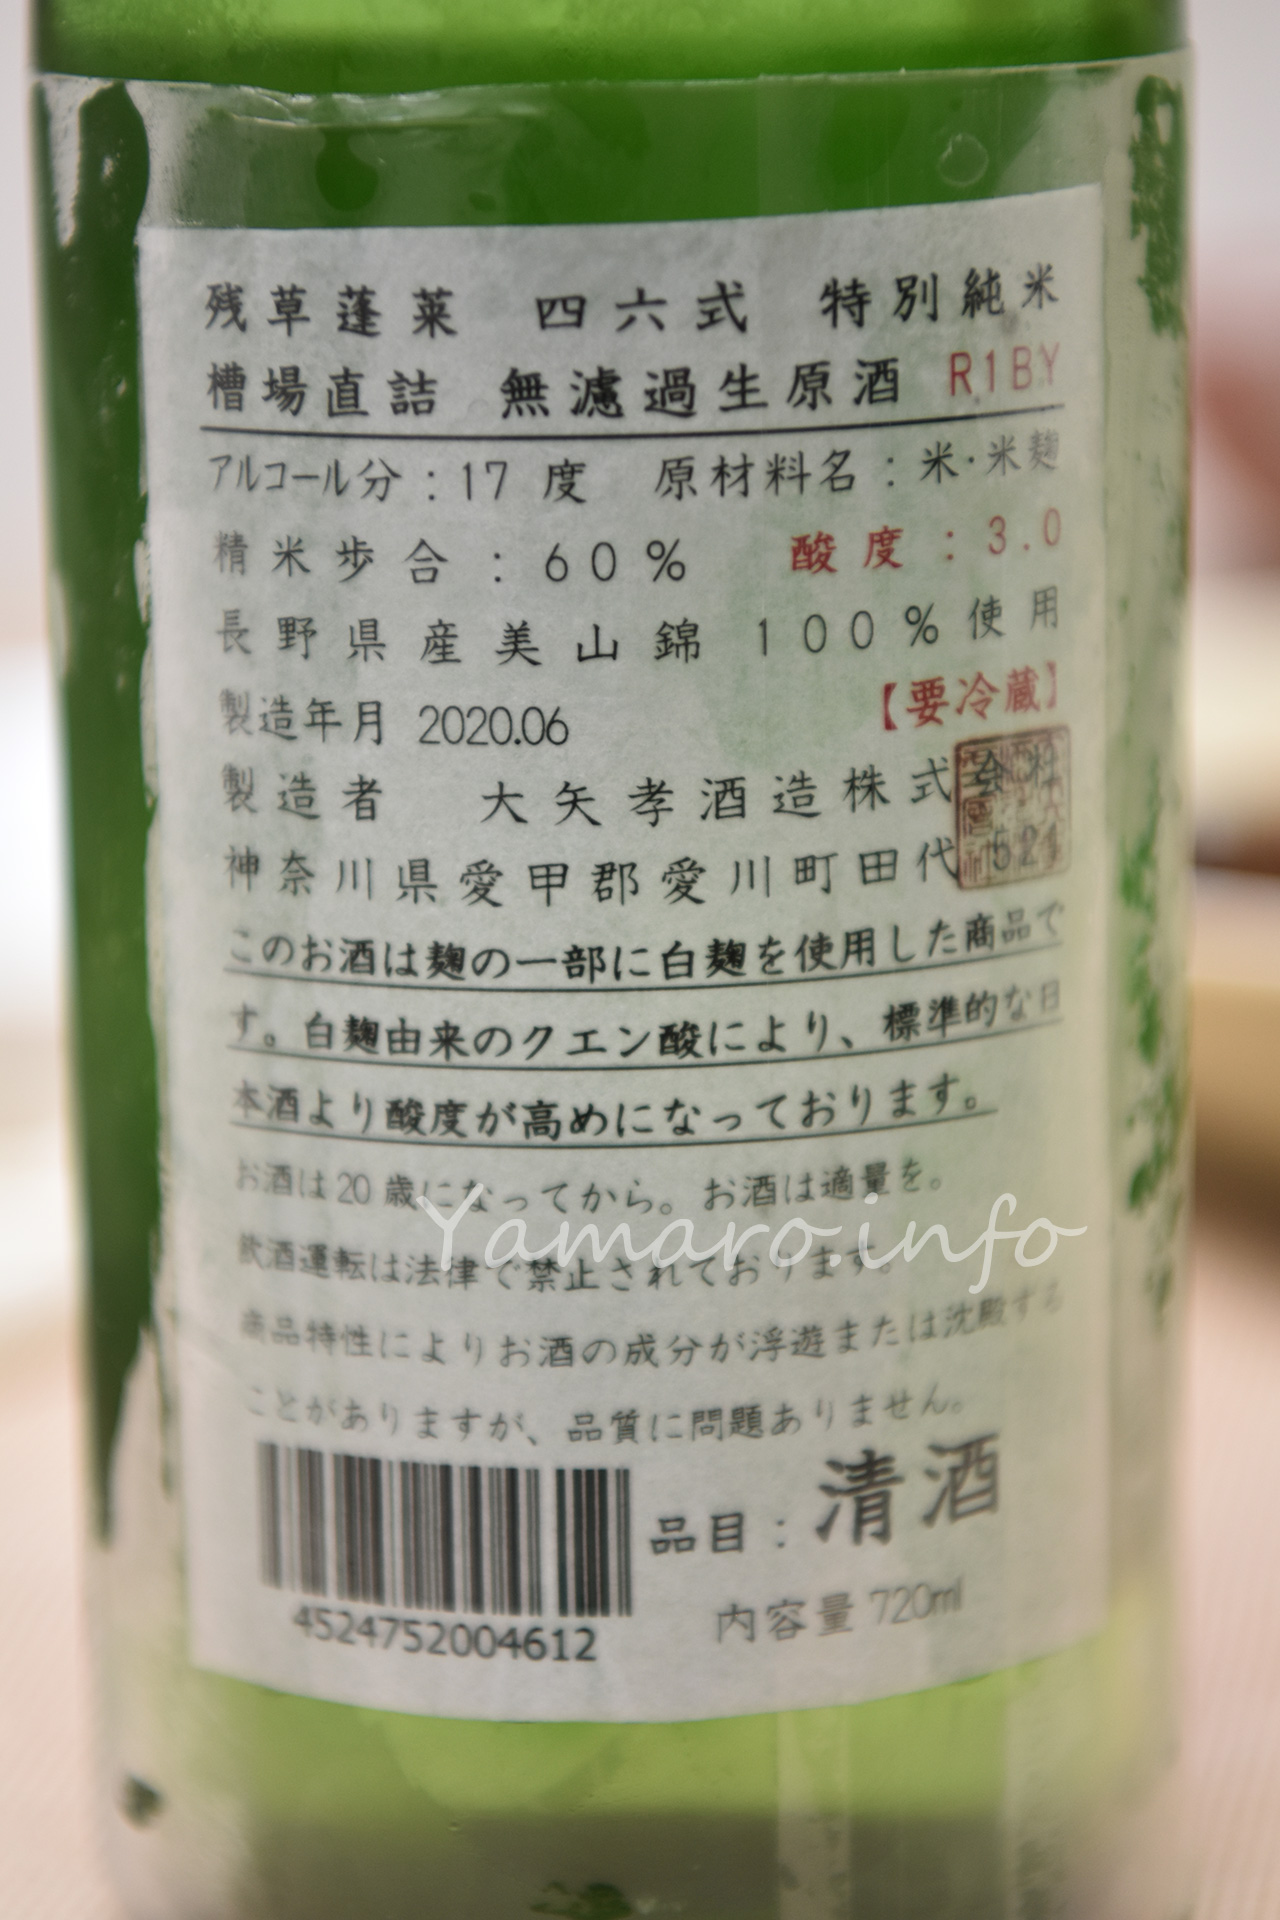 残草蓬莱 四六式 特別純米
槽場直詰 無濾過生原酒 R1BY
アルコール分：17度 原材料名：米・米麹
精米歩合：60% 酸度：3.0
長野県産美山錦100%使用
製造年月 2020.06 【要冷蔵】
製造者 大矢孝酒造株式会社
神奈川県愛甲郡愛川町田代521
このお酒は麹の一部に白麹を使用した商品で
す。白麹由来のクエン酸により、標準的な日
本酒より酸度が高めになっております。
お酒は20歳になってから。お酒は適量を。
飲酒運転は法律で禁止されております。
Yamaro.info
商品特性によりお酒の成分が浮遊または沈殿する
ことがありますが、品質に問題ありません。
品目：清酒
内容量 720ml
4524752004612